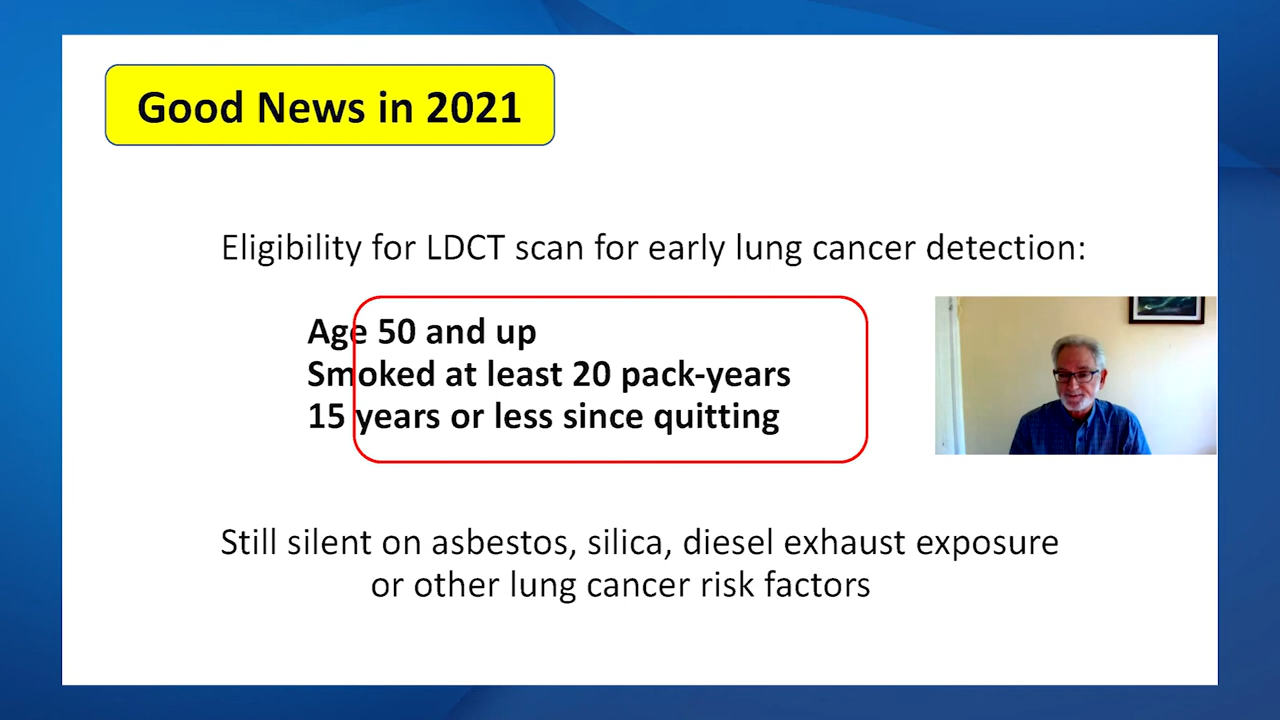 Good News in 2021
Eligibility for LDCT scan for early lung cancer detection:
Age 50 and up
Smoked at least 20 pack-years
15 years or less since quitting
Still silent on asbestos, silica, diesel exhaust exposure
or other lung cancer risk factors